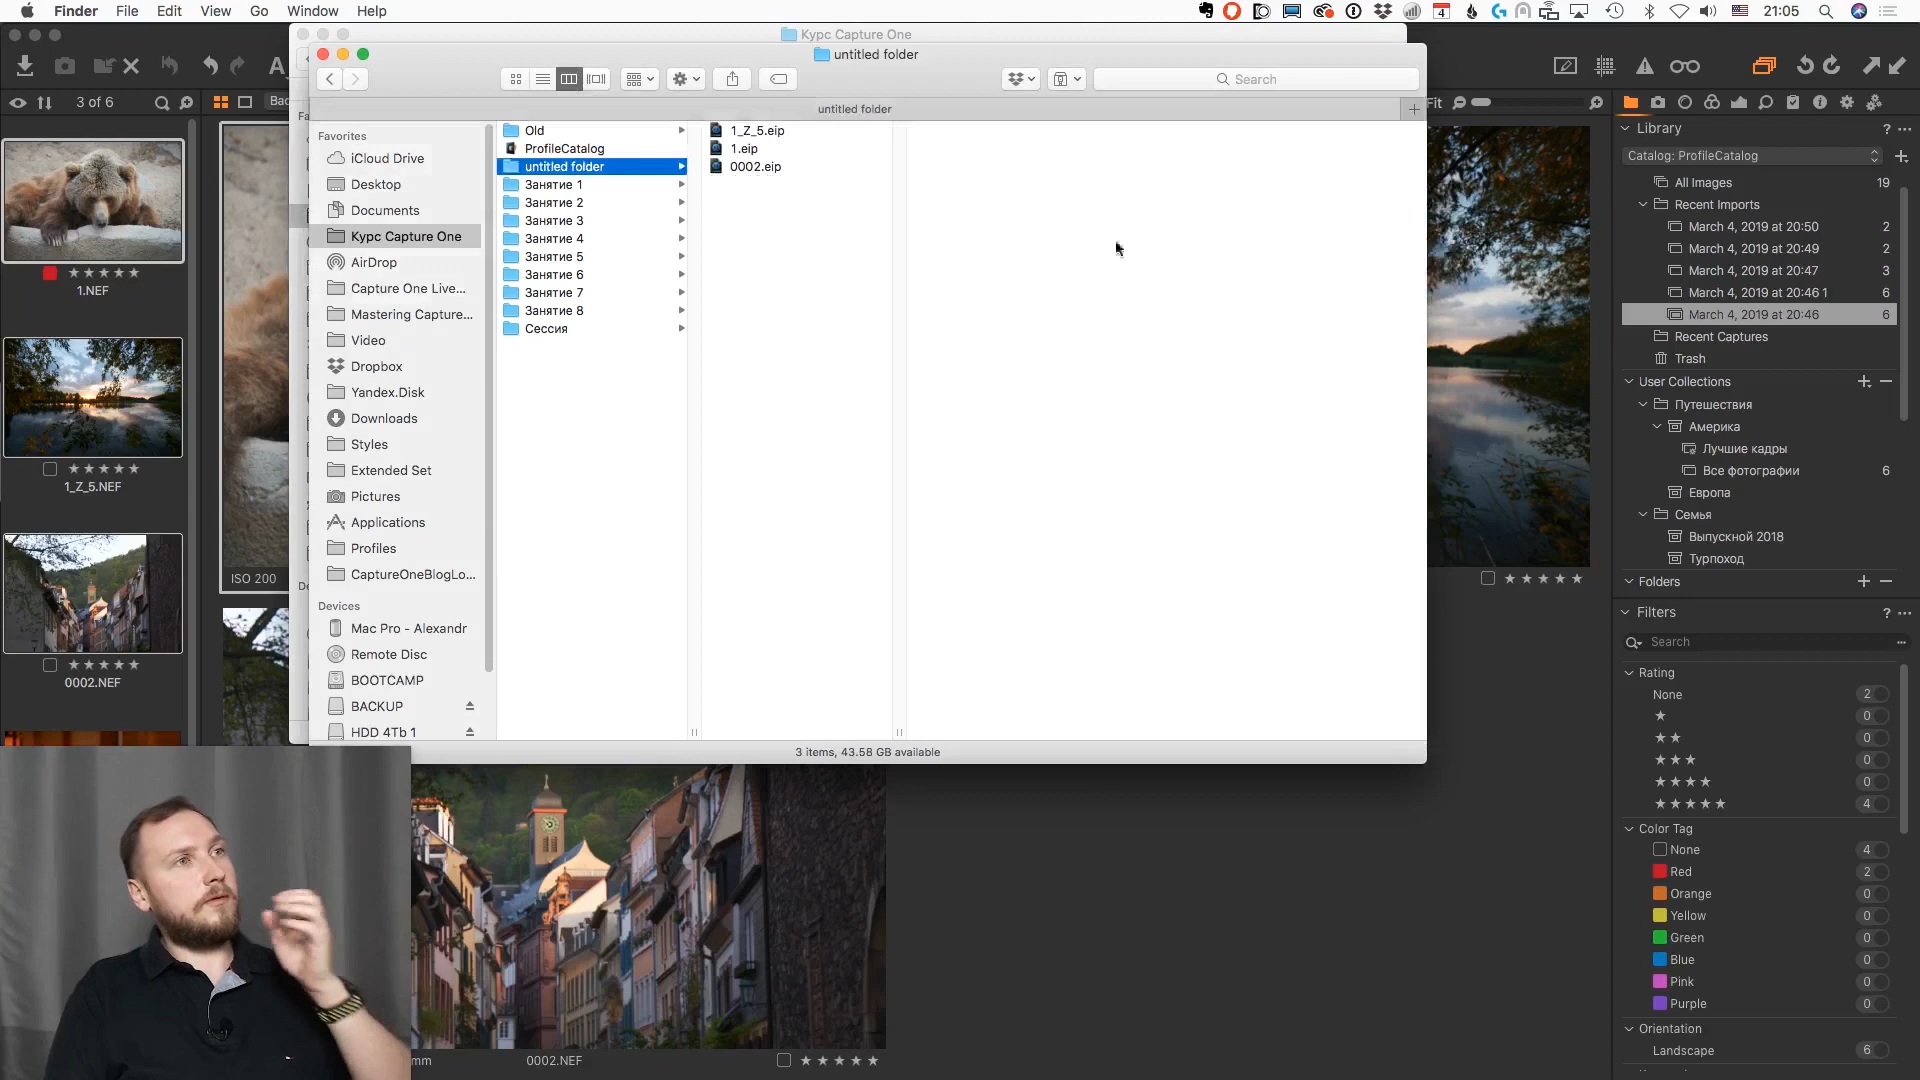 Finder File Edit View Go Window Help
4 21:05
Курс Capture One
untitled folder
3 of 6
Bac
Search
Fit
untitled folder
Favorites
iCloud Drive
Desktop
Documents
Курс Capture One
AirDrop
Capture One Live...
Mastering Capture...
Video
Dropbox
Yandex.Disk
Downloads
Styles
Extended Set
Pictures
Applications
Profiles
CaptureOneBlogLo...
Devices
Mac Pro - Alexandr
Remote Disc
BOOTCAMP
BACKUP
HDD 4Tb 1
Old
ProfileCatalog
untitled folder
Занятие 1
Занятие 2
Занятие 3
Занятие 4
Занятие 5
Занятие 6
Занятие 7
Занятие 8
Сессия
1_Z_5.eip
1.eip
0002.eip
3 items, 43.58 GB available
1.NEF
1_Z_5.NEF
0002.NEF
ISO 200
Fa
De
mm
0002.NEF
Library
Catalog: ProfileCatalog
All Images 19
Recent Imports
March 4, 2019 at 20:50 2
March 4, 2019 at 20:49 2
March 4, 2019 at 20:47 3
March 4, 2019 at 20:46 1 6
March 4, 2019 at 20:46 6
Recent Captures
Trash
User Collections
Путешествия
Америка
Лучшие кадры
Все фотографии 6
Европа
Семья
Выпускной 2018
Турпоход
Folders
Filters
Search
Rating
None 2
★ 0
★★ 0
★★★ 0
★★★★ 0
★★★★★ 4
Color Tag
None 4
Red 2
Orange 0
Yellow 0
Green 0
Blue 0
Pink 0
Purple 0
Orientation
Landscape 6